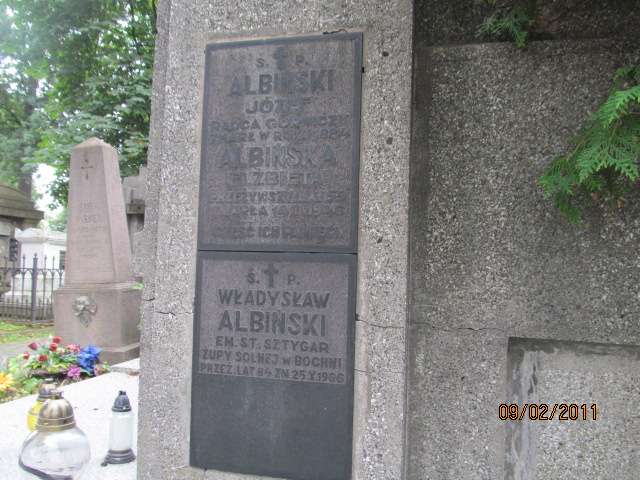 Ś. ✝ P.
ALBIŃSKI
JÓZEF
RADCA GÓRNICZY
ALBIŃSKA
ELŻBIETA
CZEŚĆ ICH PAMIĘCI
Ś. ✝ P.
WŁADYSŁAW
ALBIŃSKI
EM. ST. SZTYGAR
ŻUPY SOLNEJ W BOCHNI
PRZEŻ. LAT 84 ZM. 25.X.1966
09/02/2011